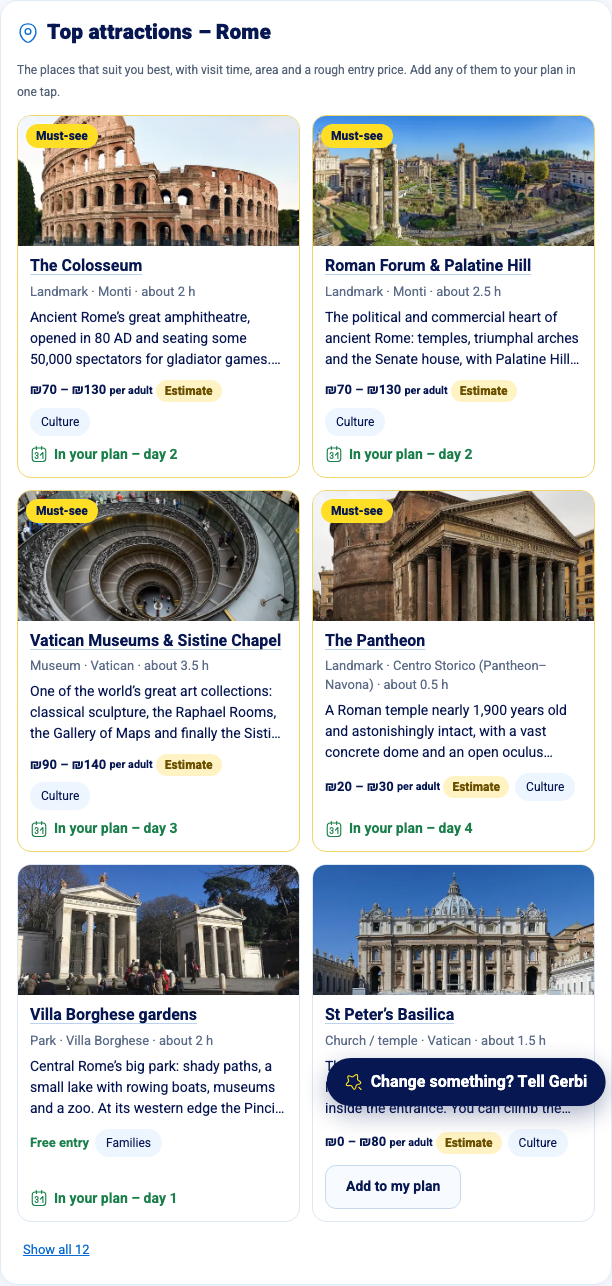 Top attractions – Rome
The places that suit you best, with visit time, area and a rough entry price. Add any of them to your plan in
one tap.
Must-see
The Colosseum
Landmark · Monti · about 2 h
Ancient Rome’s great amphitheatre,
opened in 80 AD and seating some
50,000 spectators for gladiator games.…
₪70 – ₪130 per adult Estimate
Culture
In your plan – day 2
Must-see
Roman Forum & Palatine Hill
Landmark · Monti · about 2.5 h
The political and commercial heart of
ancient Rome: temples, triumphal arches
and the Senate house, with Palatine Hill…
₪70 – ₪130 per adult Estimate
Culture
In your plan – day 2
Must-see
Vatican Museums & Sistine Chapel
Museum · Vatican · about 3.5 h
One of the world’s great art collections:
classical sculpture, the Raphael Rooms,
the Gallery of Maps and finally the Sisti…
₪90 – ₪140 per adult Estimate
Culture
In your plan – day 3
Must-see
The Pantheon
Landmark · Centro Storico (Pantheon–
Navona) · about 0.5 h
A Roman temple nearly 1,900 years old
and astonishingly intact, with a vast
concrete dome and an open oculus…
₪20 – ₪30 per adult Estimate Culture
In your plan – day 4
Villa Borghese gardens
Park · Villa Borghese · about 2 h
Central Rome’s big park: shady paths, a
small lake with rowing boats, museums
and a zoo. At its western edge the Pinci…
Free entry Families
In your plan – day 1
St Peter’s Basilica
Church / temple · Vatican · about 1.5 h
Change something? Tell Gerbi
inside the entrance. You can climb the…
₪0 – ₪80 per adult Estimate Culture
Add to my plan
Show all 12